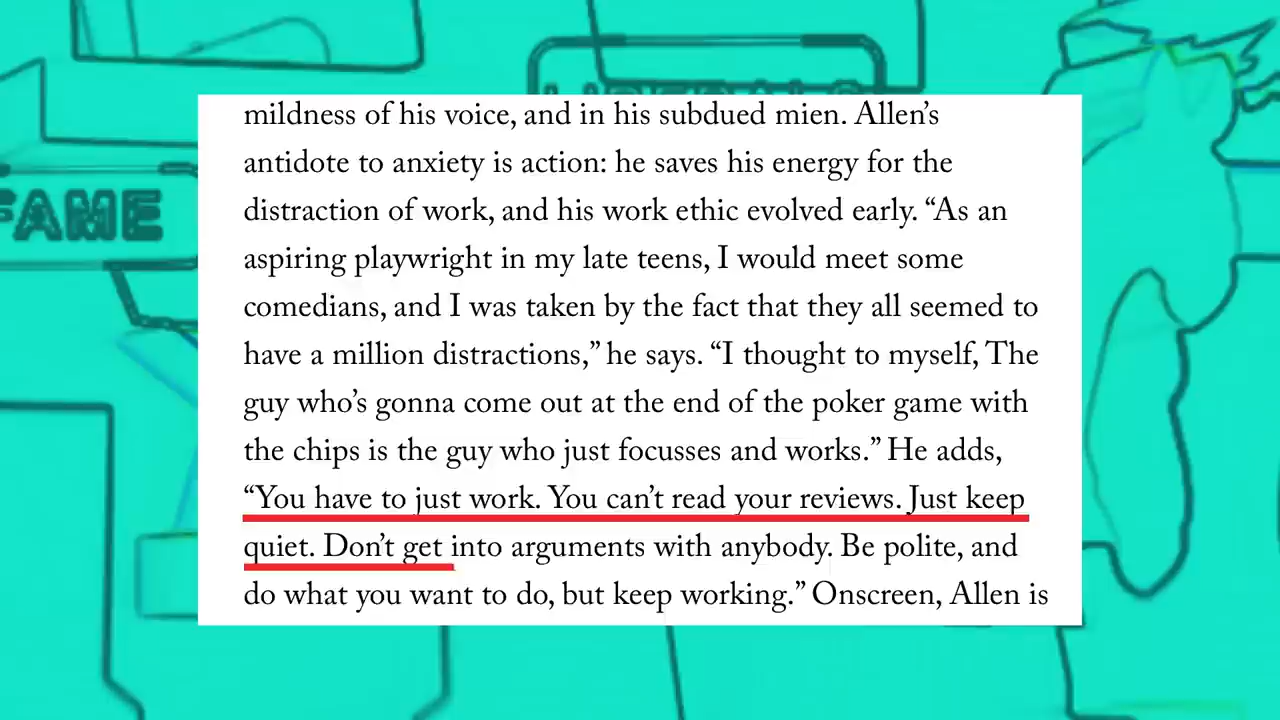 FAME
mildness of his voice, and in his subdued mien. Allen’s
antidote to anxiety is action: he saves his energy for the
distraction of work, and his work ethic evolved early. “As an
aspiring playwright in my late teens, I would meet some
comedians, and I was taken by the fact that they all seemed to
have a million distractions,” he says. “I thought to myself, The
guy who’s gonna come out at the end of the poker game with
the chips is the guy who just focusses and works.” He adds,
“You have to just work. You can’t read your reviews. Just keep
quiet. Don’t get into arguments with anybody. Be polite, and
do what you want to do, but keep working.” Onscreen, Allen is